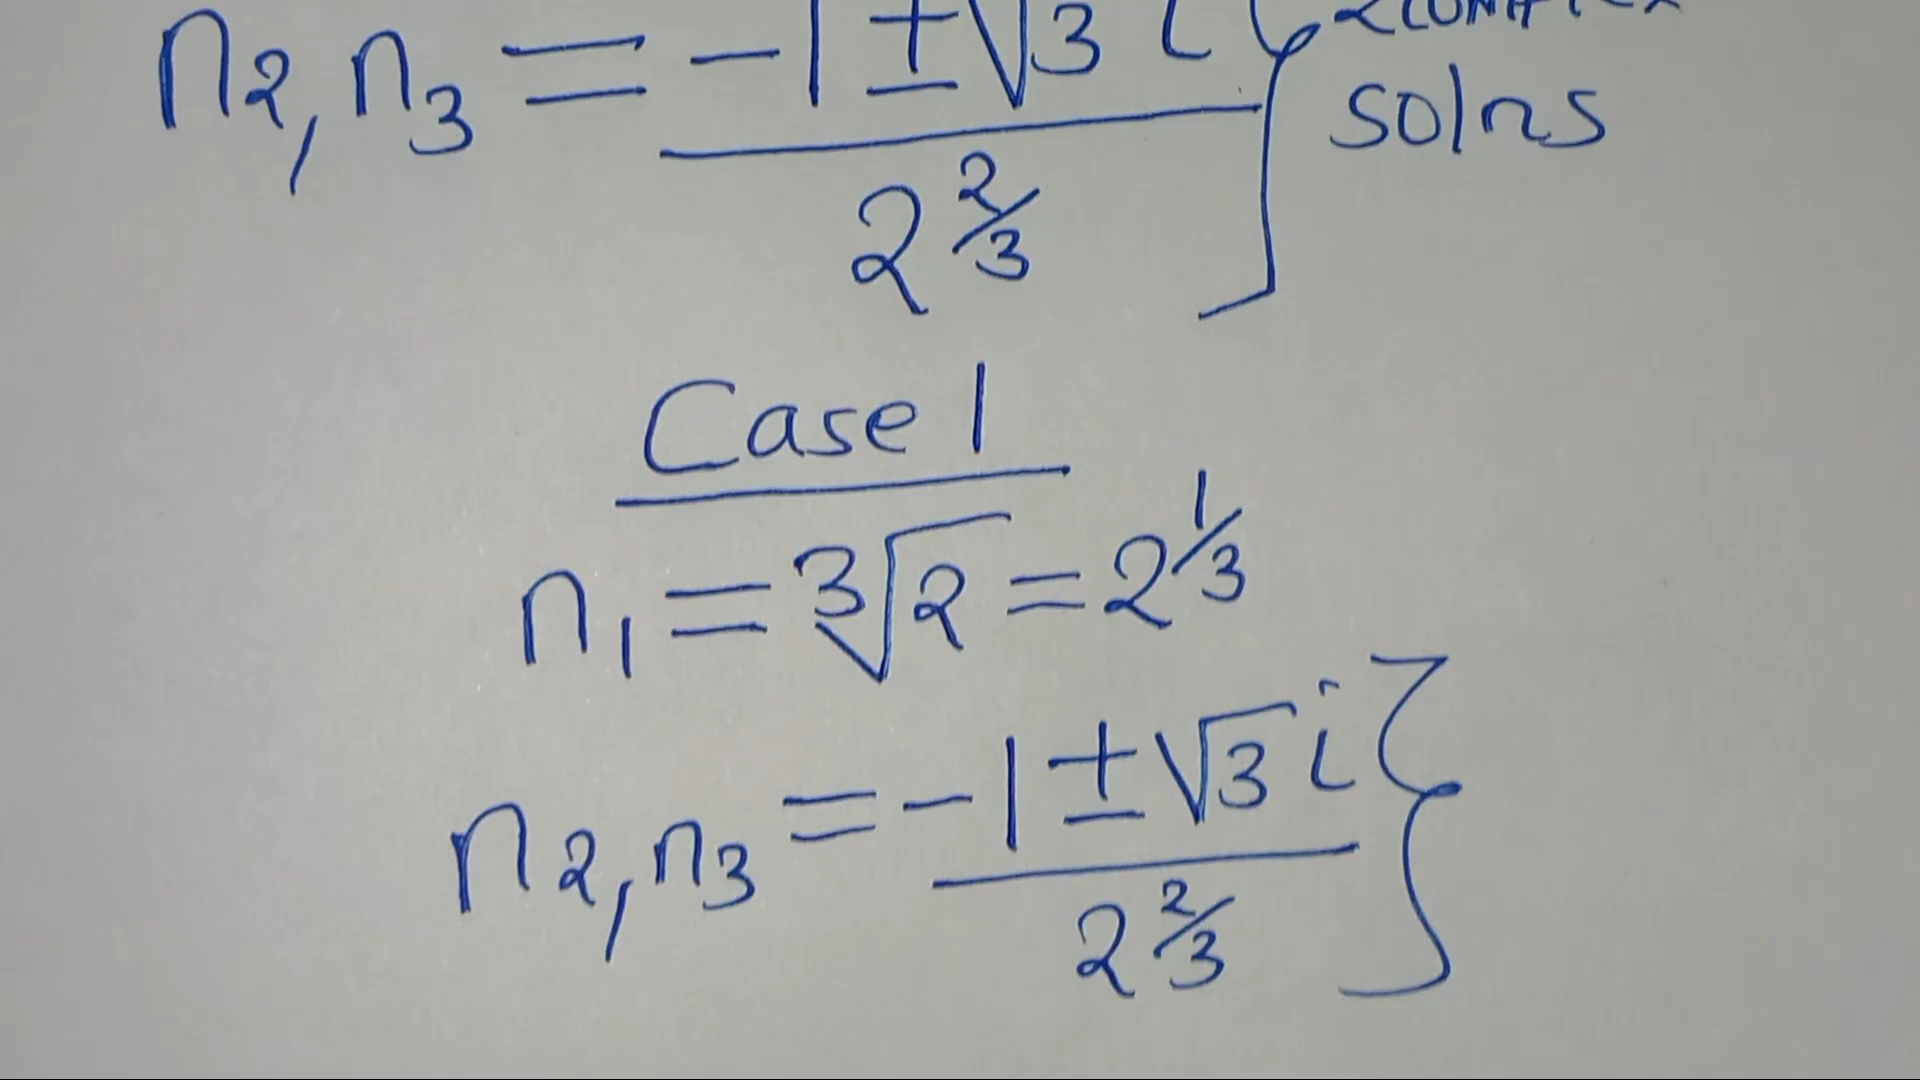 n₂, n₃ = (-1 ± √3 i) / 2^(2/3)
solns
Case 1
n₁ = ³√2 = 2^(1/3)
n₂, n₃ = (-1 ± √3 i) / 2^(2/3)